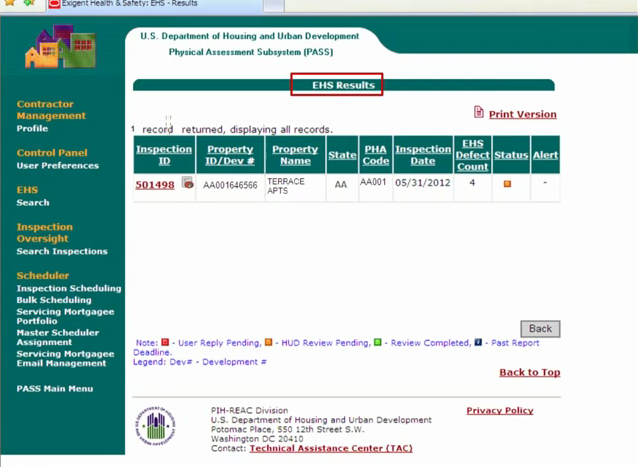 Exigent Health & Safety: EHS - Results
U.S. Department of Housing and Urban Development
Physical Assessment Subsystem (PASS)
EHS Results
Print Version
1 record returned, displaying all records.
Inspection ID Property ID/Dev # Property Name State PHA Code Inspection Date EHS Defect Count Status Alert
501498 AA001646566 TERRACE APTS AA AA001 05/31/2012 4 -
Contractor
Management
Profile
Control Panel
User Preferences
EHS
Search
Inspection
Oversight
Search Inspections
Scheduler
Inspection Scheduling
Bulk Scheduling
Servicing Mortgagee
Portfolio
Master Scheduler
Assignment
Servicing Mortgagee
Email Management
PASS Main Menu
Back
Note: - User Reply Pending, - HUD Review Pending, - Review Completed, - Past Report
Deadline.
Legend: Dev# - Development #
Back to Top
PIH-REAC Division
U.S. Department of Housing and Urban Development
Potomac Place, 550 12th Street S.W.
Washington DC 20410
Contact: Technical Assistance Center (TAC)
Privacy Policy